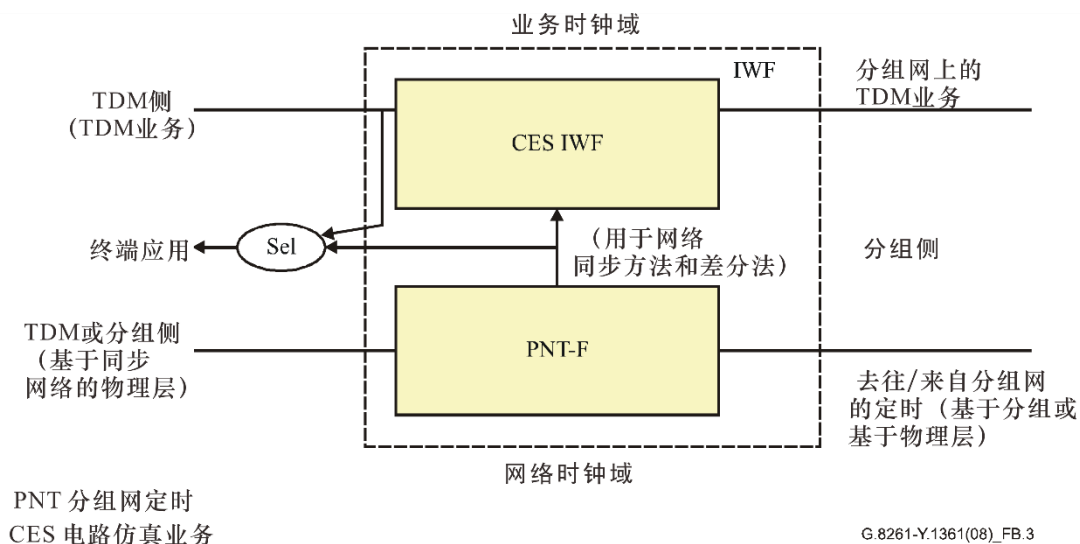 业务时钟域
IWF
TDM侧
(TDM业务)
CES IWF
分组网上的
TDM业务
终端应用
Sel
（用于网络
同步方法和差分法）
分组侧
TDM或分组侧
（基于同步
网络的物理层）
PNT-F
去往/来自分组网
的定时（基于分组或
基于物理层）
网络时钟域
PNT 分组网定时
CES 电路仿真业务
G.8261-Y.1361(08)_FB.3